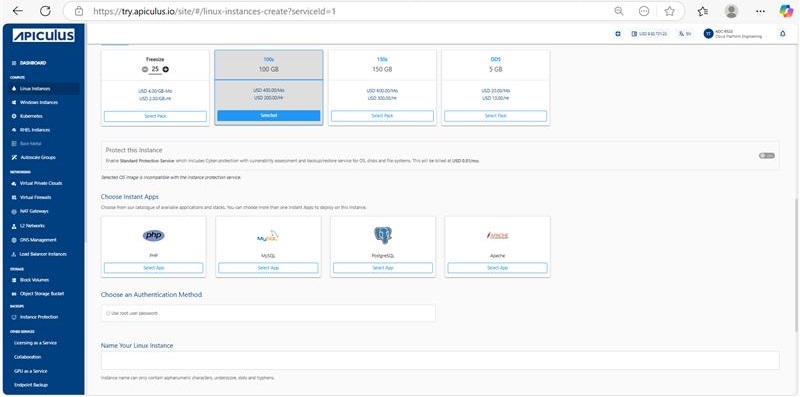 https://try.apiculus.io/site/#/linux-instances-create?serviceId=1
APICULUS
DASHBOARD
COMPUTE
Linux Instances
Windows Instances
Kubernetes
RHEL Instances
Bare Metal
Autoscale Groups
NETWORKING
Virtual Private Clouds
Virtual Firewalls
NAT Gateways
L2 Networks
DNS Management
Load Balancer Instances
STORAGE
Block Volumes
Object Storage Bucket
BACKUPS
Instance Protection
OTHER SERVICES
Licensing as a Service
Collaboration
GPU as a Service
Endpoint Backup
EN
Cloud Platform Engineering
Freesize
25
USD 4.00/GB-Mo
USD 2.00/GB-Hr
Select Pack
100s
100 GB
USD 400.00/Mo
USD 200.00/Hr
Selected
150s
150 GB
USD 600.00/Mo
USD 300.00/Hr
Select Pack
5 GB
USD 20.00/Mo
USD 10.00/Hr
Select Pack
Protect this Instance
Enable Standard Protection Service which includes Cyber-protection with vulnerability assessment and backup/restore service for OS, disks and file systems. This will be billed at USD 0.01/mo.
Selected OS image is incompatible with the instance protection service.
Choose Instant Apps
Choose from our catalogue of available applications and stacks. You can choose more than one Instant Apps to deploy on this instance.
php
PHP
Select App
MySQL
MySQL
Select App
PostgreSQL
Select App
APACHE
Apache
Select App
Choose an Authentication Method
Use root user password
Name Your Linux Instance
Instance name can only contain alphanumeric characters, underscore, dots and hyphens.